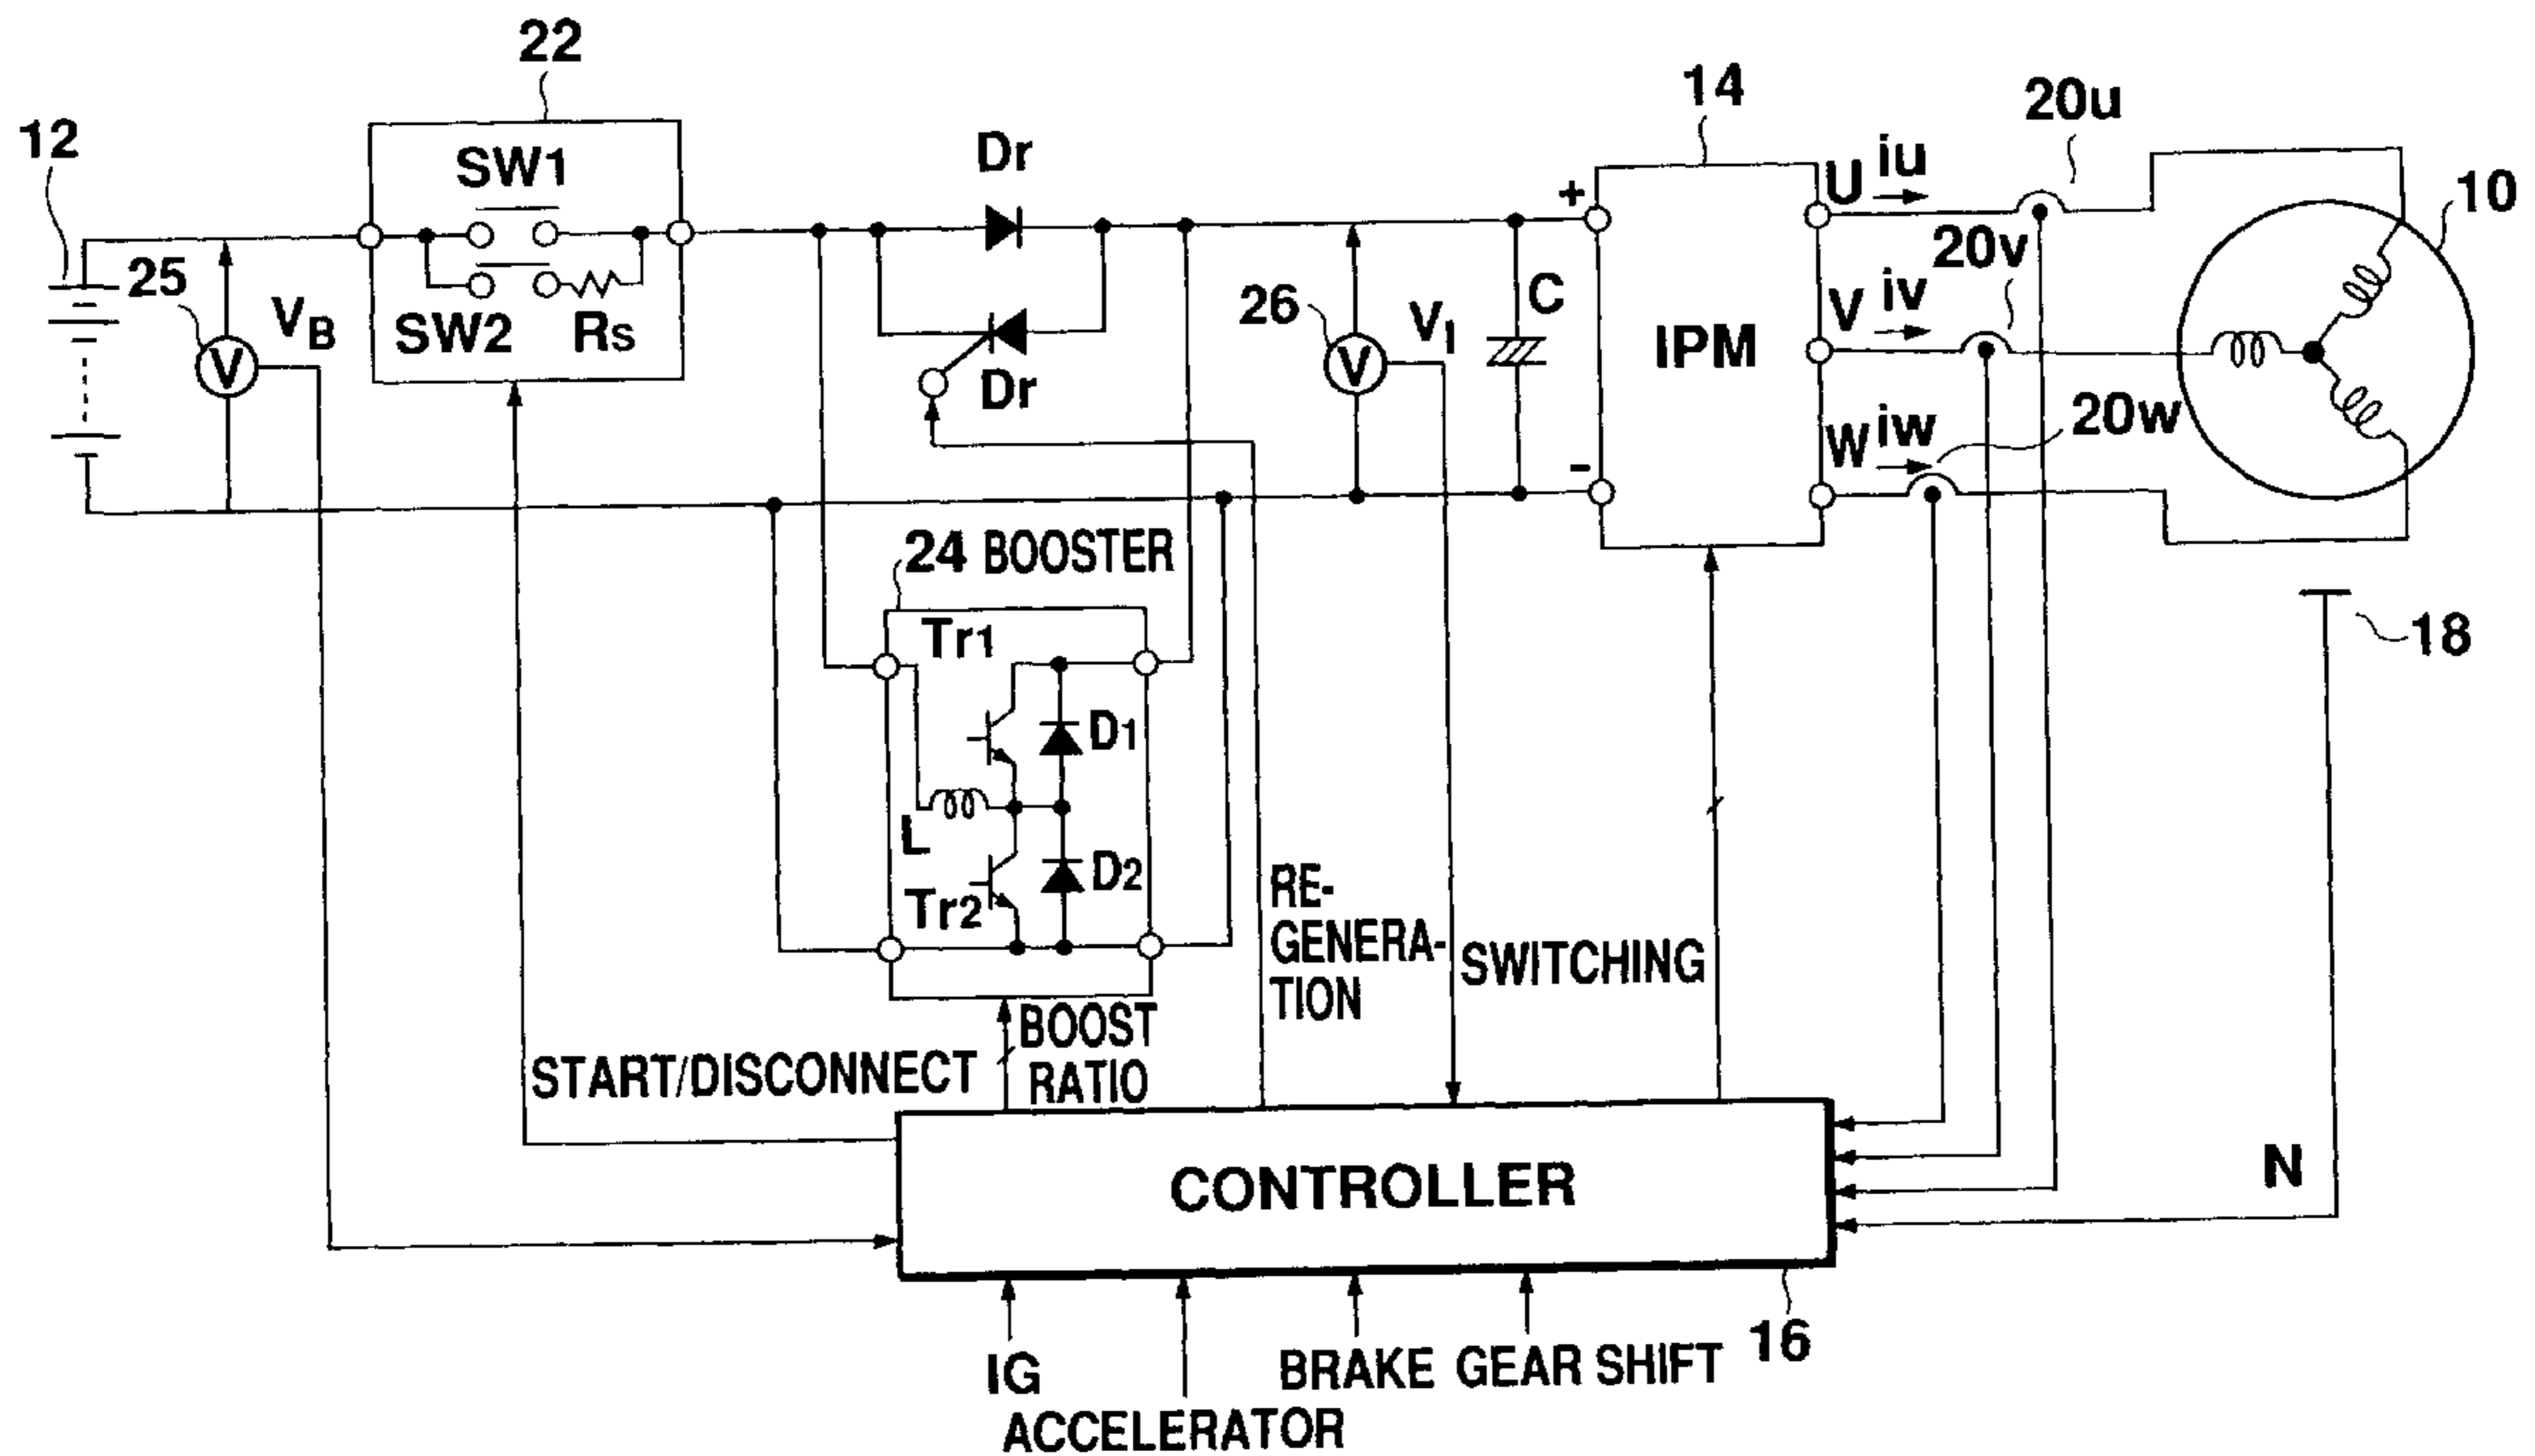 22
12
SW1
SW2
Rs
25
V
VB
Dr
Dr
26
V
VI
C
14
+
-
IPM
U
iu
20u
V
iv
20v
W
iw
20w
10
18
24 BOOSTER
Tr1
D1
L
Tr2
D2
RE-
GENERA-
TION
SWITCHING
BOOST
RATIO
START/DISCONNECT
CONTROLLER
N
16
IG
ACCELERATOR
BRAKE
GEAR SHIFT